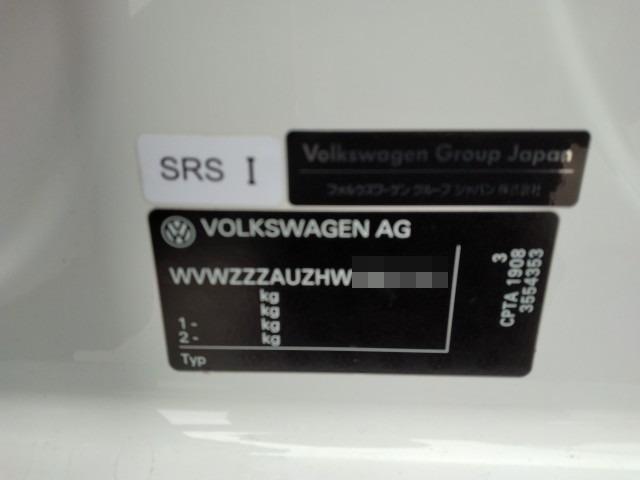 SRS I
Volkswagen Group Japan
フォルクスワーゲン グループ ジャパン 株式会社
VOLKSWAGEN AG
WVWZZZAUZHW
kg
kg
1- kg
2- kg
Typ
3
CPTA 1908
3554353